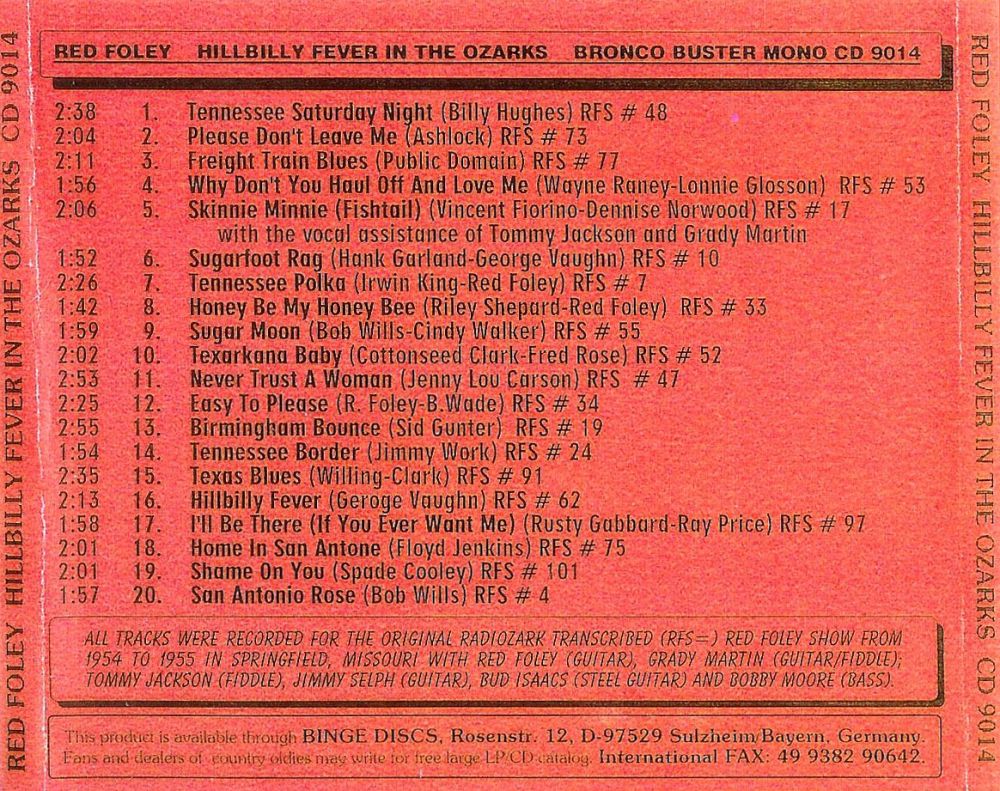 RED FOLEY HILLBILLY FEVER IN THE OZARKS CD 9014
RED FOLEY HILLBILLY FEVER IN THE OZARKS BRONCO BUSTER MONO CD 9014
2:38 1. Tennessee Saturday Night (Billy Hughes) RFS # 48
2:04 2. Please Don't Leave Me (Ashlock) RFS # 73
2:11 3. Freight Train Blues (Public Domain) RFS # 77
1:56 4. Why Don't You Haul Off And Love Me (Wayne Raney-Lonnie Glosson) RFS # 53
2:06 5. Skinnie Minnie (Fishtail) (Vincent Fiorino-Dennise Norwood) RFS # 17
with the vocal assistance of Tommy Jackson and Grady Martin
1:52 6. Sugarfoot Rag (Hank Garland-George Vaughn) RFS # 10
2:26 7. Tennessee Polka (Irwin King-Red Foley) RFS # 7
1:42 8. Honey Be My Honey Bee (Riley Shepard-Red Foley) RFS # 33
1:59 9. Sugar Moon (Bob Wills-Cindy Walker) RFS # 55
2:02 10. Texarkana Baby (Cottonseed Clark-Fred Rose) RFS # 52
2:53 11. Never Trust A Woman (Jenny Lou Carson) RFS # 47
2:25 12. Easy To Please (R. Foley-B.Wade) RFS # 34
2:55 13. Birmingham Bounce (Sid Gunter) RFS # 19
1:54 14. Tennessee Border (Jimmy Work) RFS # 24
2:35 15. Texas Blues (Willing-Clark) RFS # 91
2:13 16. Hillbilly Fever (Geroge Vaughn) RFS # 62
1:58 17. I'll Be There (If You Ever Want Me) (Rusty Gabbard-Ray Price) RFS # 97
2:01 18. Home In San Antone (Floyd Jenkins) RFS # 75
2:01 19. Shame On You (Spade Cooley) RFS # 101
1:57 20. San Antonio Rose (Bob Wills) RFS # 4
ALL TRACKS WERE RECORDED FOR THE ORIGINAL RADIOZARK TRANSCRIBED (RFS=) RED FOLEY SHOW FROM
1954 TO 1955 IN SPRINGFIELD, MISSOURI WITH RED FOLEY (GUITAR), GRADY MARTIN (GUITAR/FIDDLE),
TOMMY JACKSON (FIDDLE), JIMMY SELPH (GUITAR), BUD ISAACS (STEEL GUITAR) AND BOBBY MOORE (BASS).
This product is available through BINGE DISCS, Rosenstr. 12, D-97529 Sulzheim/Bayern, Germany.
Fans and dealers of country oldies may write for free large LP/CD-catalog. International FAX: 49 9382 90642.
RED FOLEY HILLBILLY FEVER IN THE OZARKS CD 9014